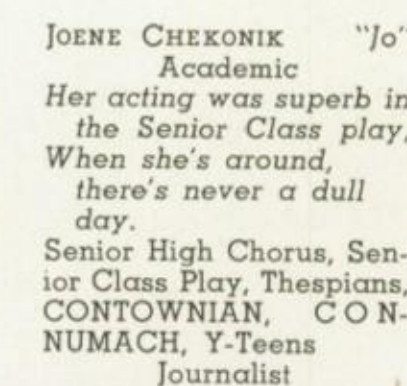 JOENE CHEKONIK "Jo"
Academic
Her acting was superb in
the Senior Class play,
When she's around,
there's never a dull
day.
Senior High Chorus, Sen-
ior Class Play, Thespians,
CONTOWNIAN, CON-
NUMACH, Y-Teens
Journalist